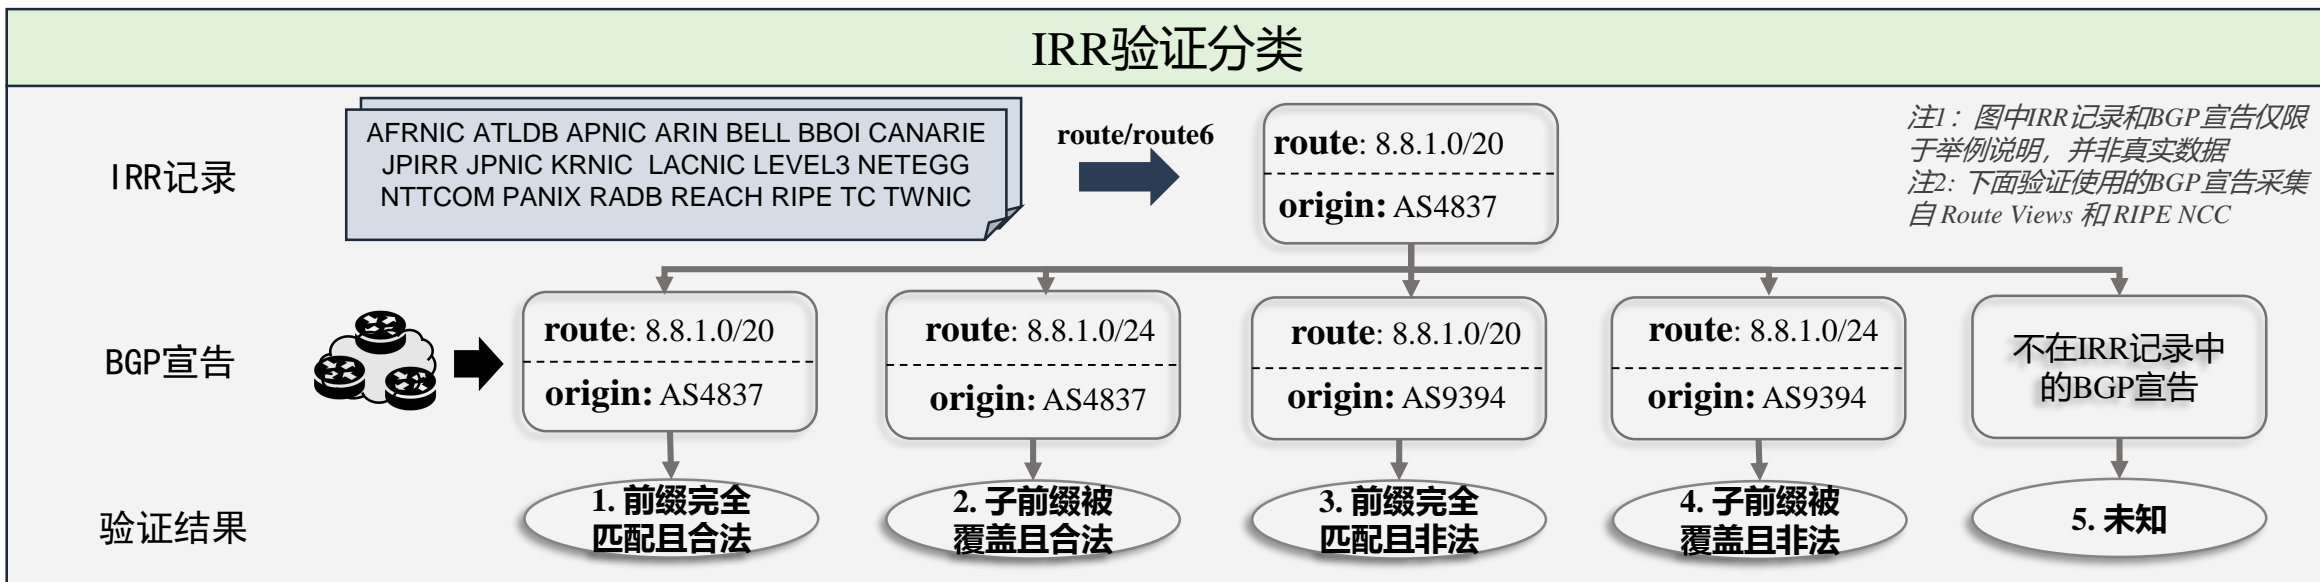 IRR验证分类
IRR记录
AFRNIC ATLDB APNIC ARIN BELL BBOI CANARIE
JPIRR JPNIC KRNIC LACNIC LEVEL3 NETEGG
NTTCOM PANIX RADB REACH RIPE TC TWNIC
route/route6
route: 8.8.1.0/20
origin: AS4837
注1：图中IRR记录和BGP宣告仅限
于举例说明，并非真实数据
注2: 下面验证使用的BGP宣告采集
自 Route Views 和 RIPE NCC
BGP宣告
route: 8.8.1.0/20
origin: AS4837
route: 8.8.1.0/24
origin: AS4837
route: 8.8.1.0/20
origin: AS9394
route: 8.8.1.0/24
origin: AS9394
不在IRR记录中
的BGP宣告
验证结果
1. 前缀完全
匹配且合法
2. 子前缀被
覆盖且合法
3. 前缀完全
匹配且非法
4. 子前缀被
覆盖且非法
5. 未知